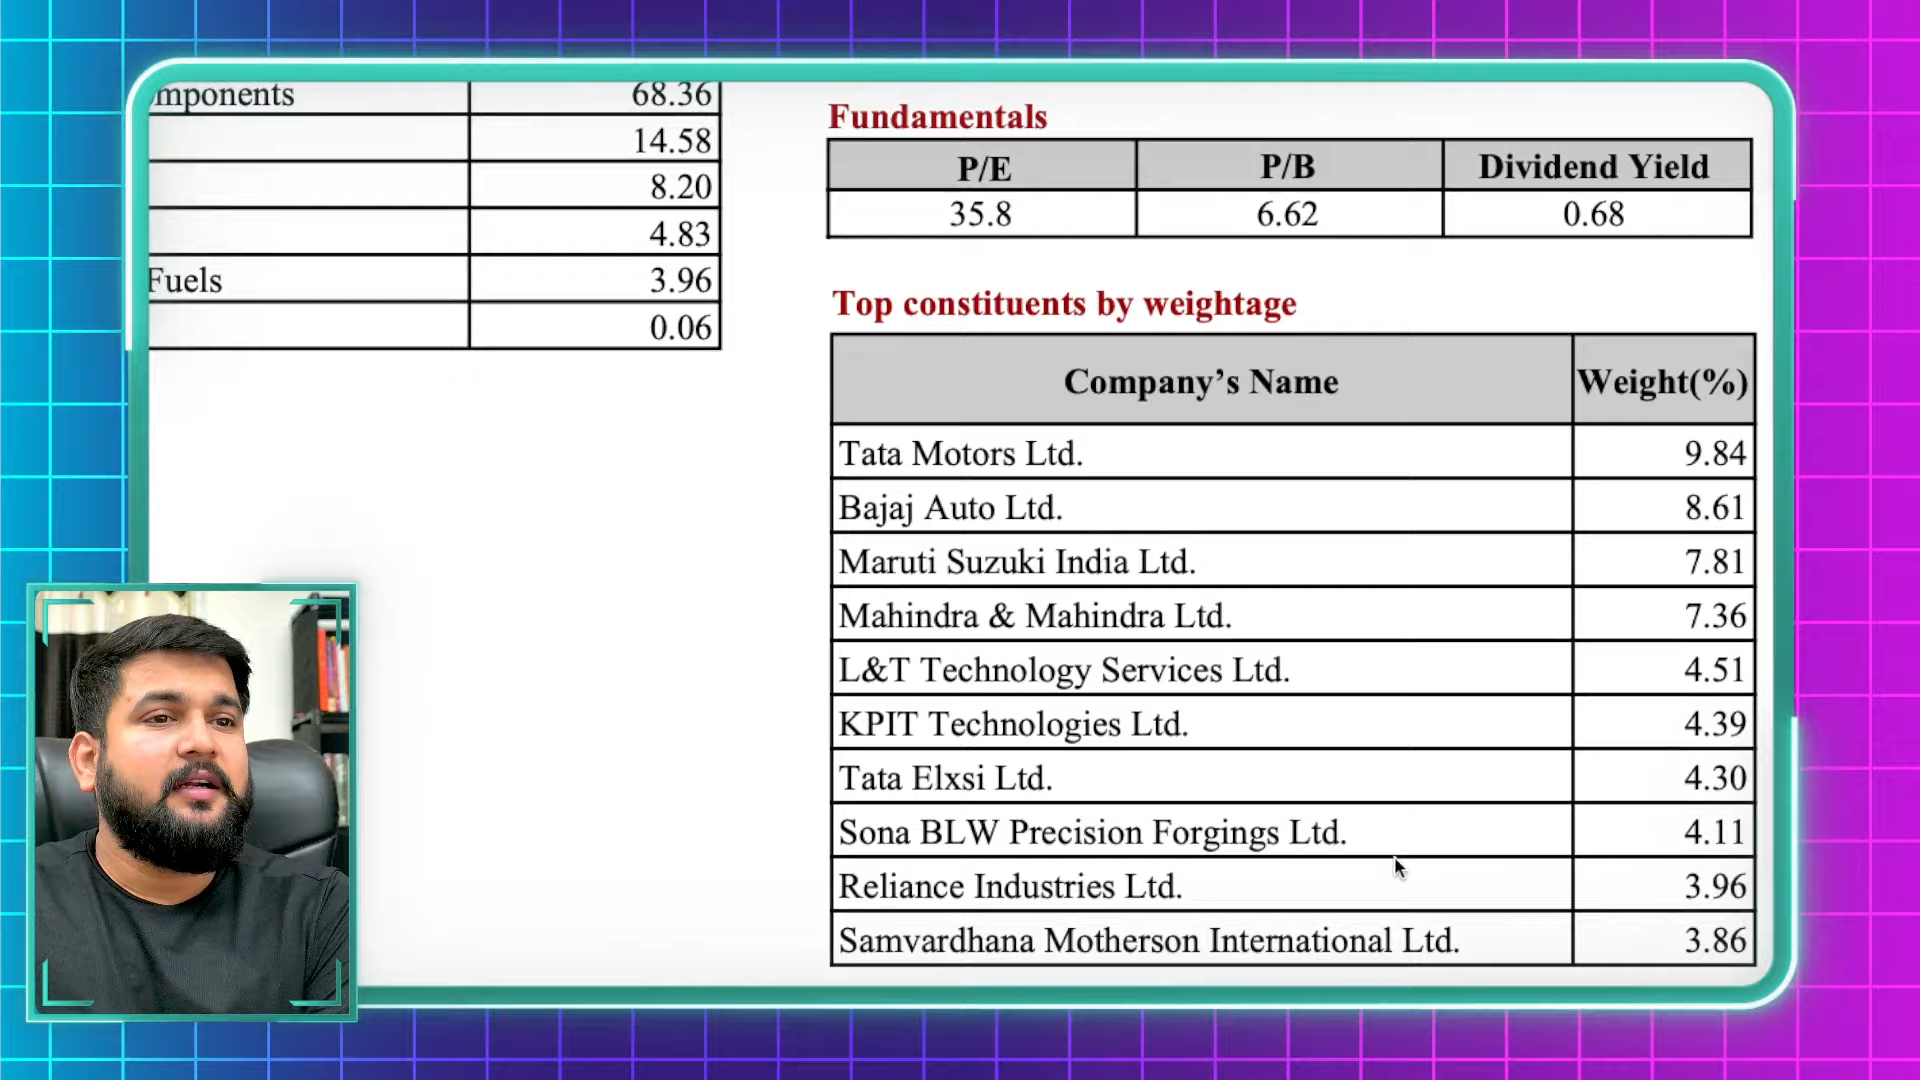 mponents 68.36
14.58
8.20
4.83
Fuels 3.96
0.06
Fundamentals
P/E P/B Dividend Yield
35.8 6.62 0.68
Top constituents by weightage
Company’s Name Weight(%)
Tata Motors Ltd. 9.84
Bajaj Auto Ltd. 8.61
Maruti Suzuki India Ltd. 7.81
Mahindra & Mahindra Ltd. 7.36
L&T Technology Services Ltd. 4.51
KPIT Technologies Ltd. 4.39
Tata Elxsi Ltd. 4.30
Sona BLW Precision Forgings Ltd. 4.11
Reliance Industries Ltd. 3.96
Samvardhana Motherson International Ltd. 3.86